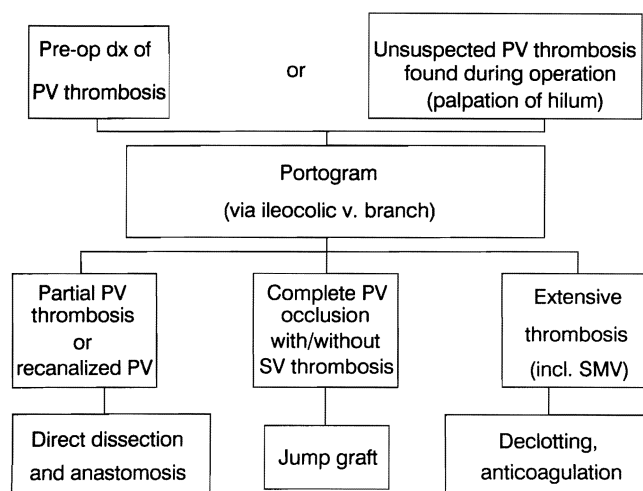 Pre-op dx of
PV thrombosis
or
Unsuspected PV thrombosis
found during operation
(palpation of hilum)
Portogram
(via ileocolic v. branch)
Partial PV
thrombosis
or
recanalized PV
Complete PV
occlusion
with/without
SV thrombosis
Extensive
thrombosis
(incl. SMV)
Direct dissection
and anastomosis
Jump graft
Declotting,
anticoagulation